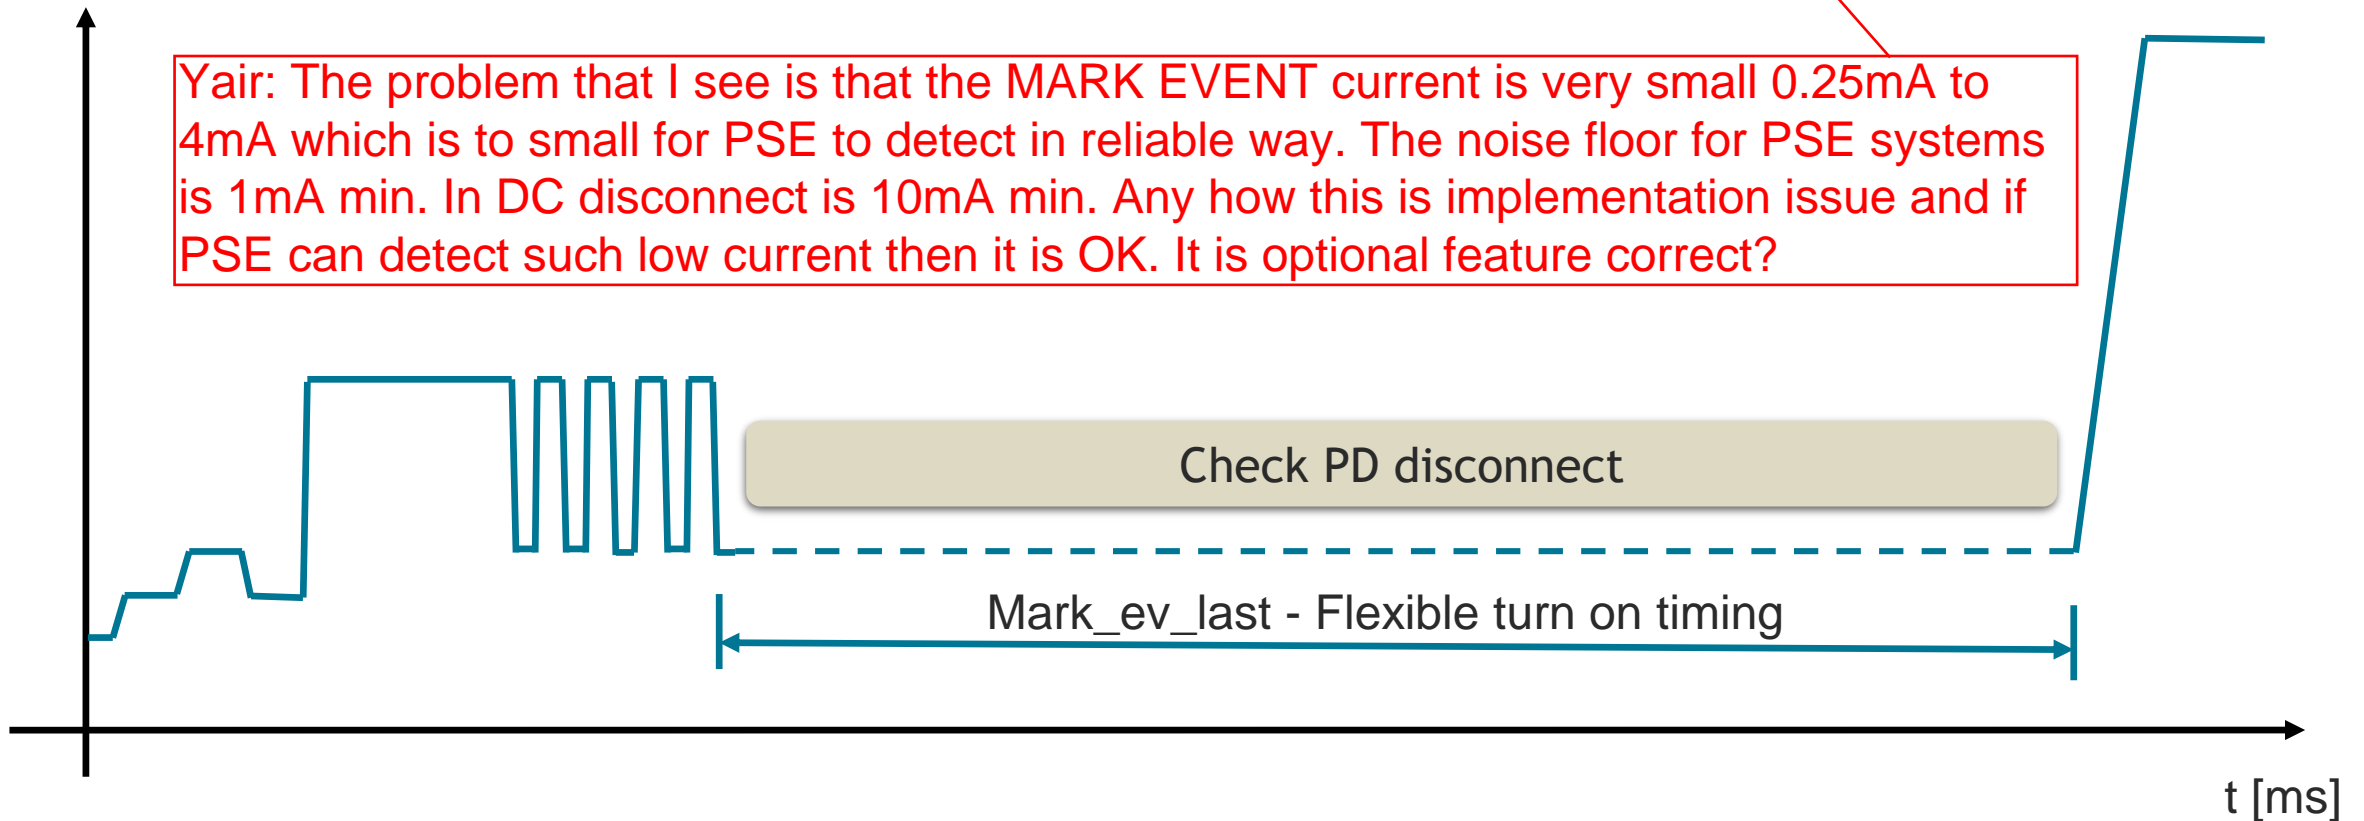 Yair: The problem that I see is that the MARK EVENT current is very small 0.25mA to
4mA which is to small for PSE to detect in reliable way. The noise floor for PSE systems
is 1mA min. In DC disconnect is 10mA min. Any how this is implementation issue and if
PSE can detect such low current then it is OK. It is optional feature correct?
Check PD disconnect
Mark_ev_last - Flexible turn on timing
t [ms]